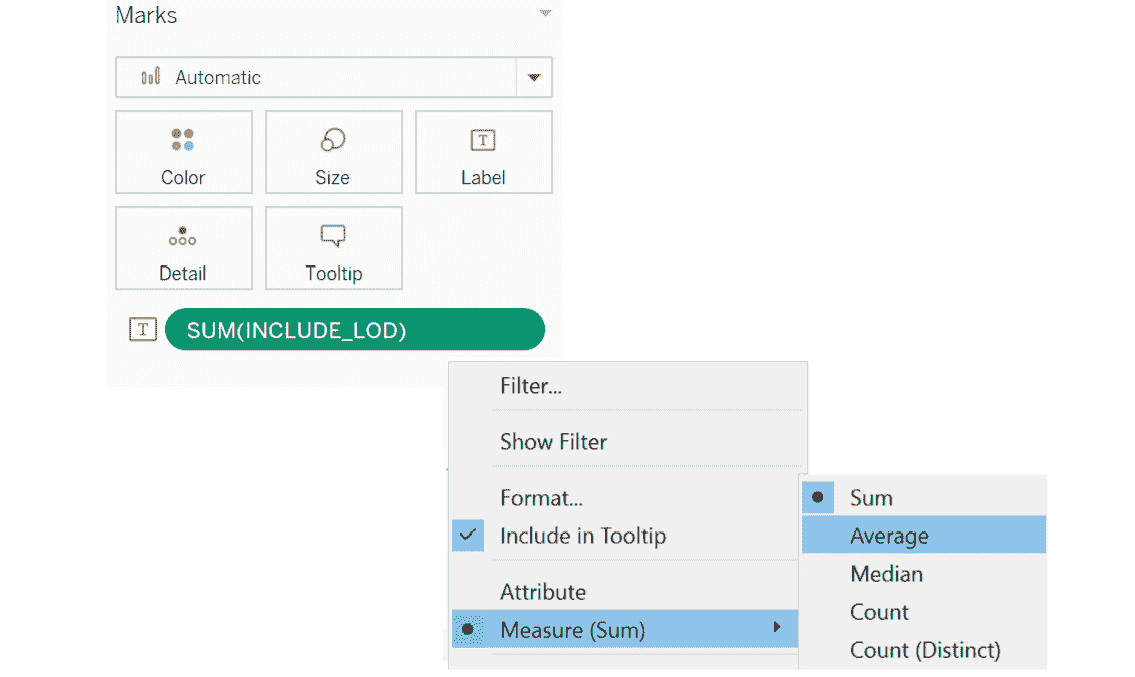 Marks
Automatic
Color Size Label
Detail Tooltip
T SUM(INCLUDE_LOD)
Filter...
Show Filter
Format...
Include in Tooltip
Attribute
Measure (Sum)
Sum
Average
Median
Count
Count (Distinct)